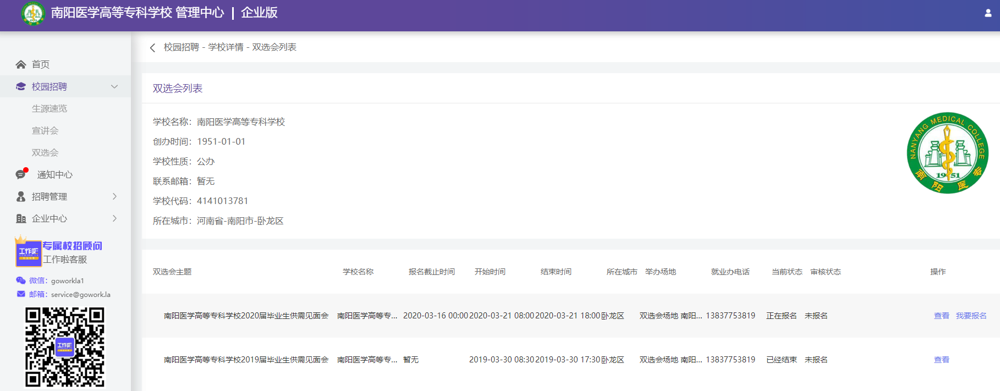 南阳医学高等专科学校 管理中心 | 企业版
校园招聘 - 学校详情 - 双选会列表
首页
校园招聘
生源速览
宣讲会
双选会
通知中心
招聘管理
企业中心
专属校招顾问
工作啦
工作啦客服
微信：goworkla1
邮箱：service@gowork.la
工作啦
双选会列表
学校名称：南阳医学高等专科学校
创办时间：1951-01-01
学校性质：公办
联系邮箱：暂无
学校代码：4141013781
所在城市：河南省-南阳市-卧龙区
NANYANG MEDICAL COLLEGE
1951
南阳医专
双选会主题 学校名称 报名截止时间 开始时间 结束时间 所在城市 举办场地 就业办电话 当前状态 审核状态 操作
南阳医学高等专科学校2020届毕业生供需见面会 南阳医学高等专... 2020-03-16 00:00 2020-03-21 08:00 2020-03-21 18:00 卧龙区 双选会场地 南阳... 13837753819 正在报名 未报名 查看 我要报名
南阳医学高等专科学校2019届毕业生供需见面会 南阳医学高等专... 暂无 2019-03-30 08:30 2019-03-30 17:30 卧龙区 双选会场地 南阳... 13837753819 已经结束 未报名 查看